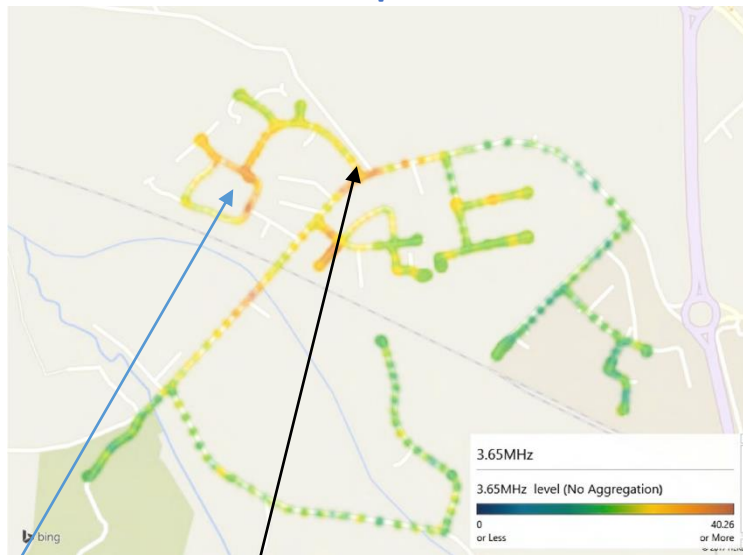 3.65MHz
3.65MHz level (No Aggregation)
0 40.26
or Less or More
bing